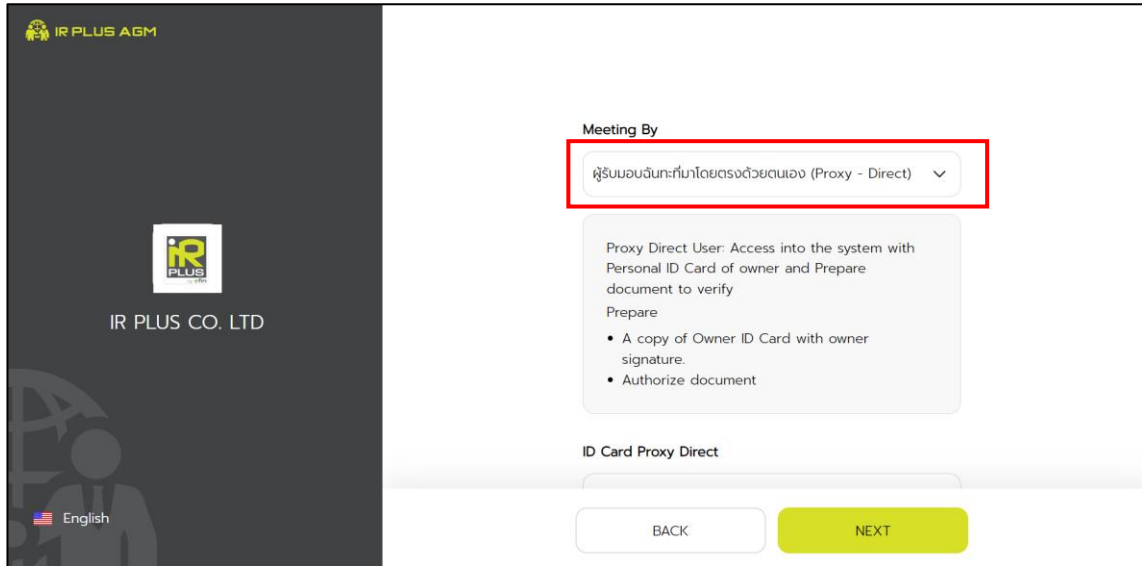 IR PLUS AGM
iR
PLUS
by efin
IR PLUS CO. LTD
English
Meeting By
ผู้รับมอบฉันทะที่มาโดยตรงด้วยตนเอง (Proxy - Direct)
Proxy Direct User: Access into the system with
Personal ID Card of owner and Prepare
document to verify
Prepare
• A copy of Owner ID Card with owner
signature.
• Authorize document
ID Card Proxy Direct
BACK
NEXT